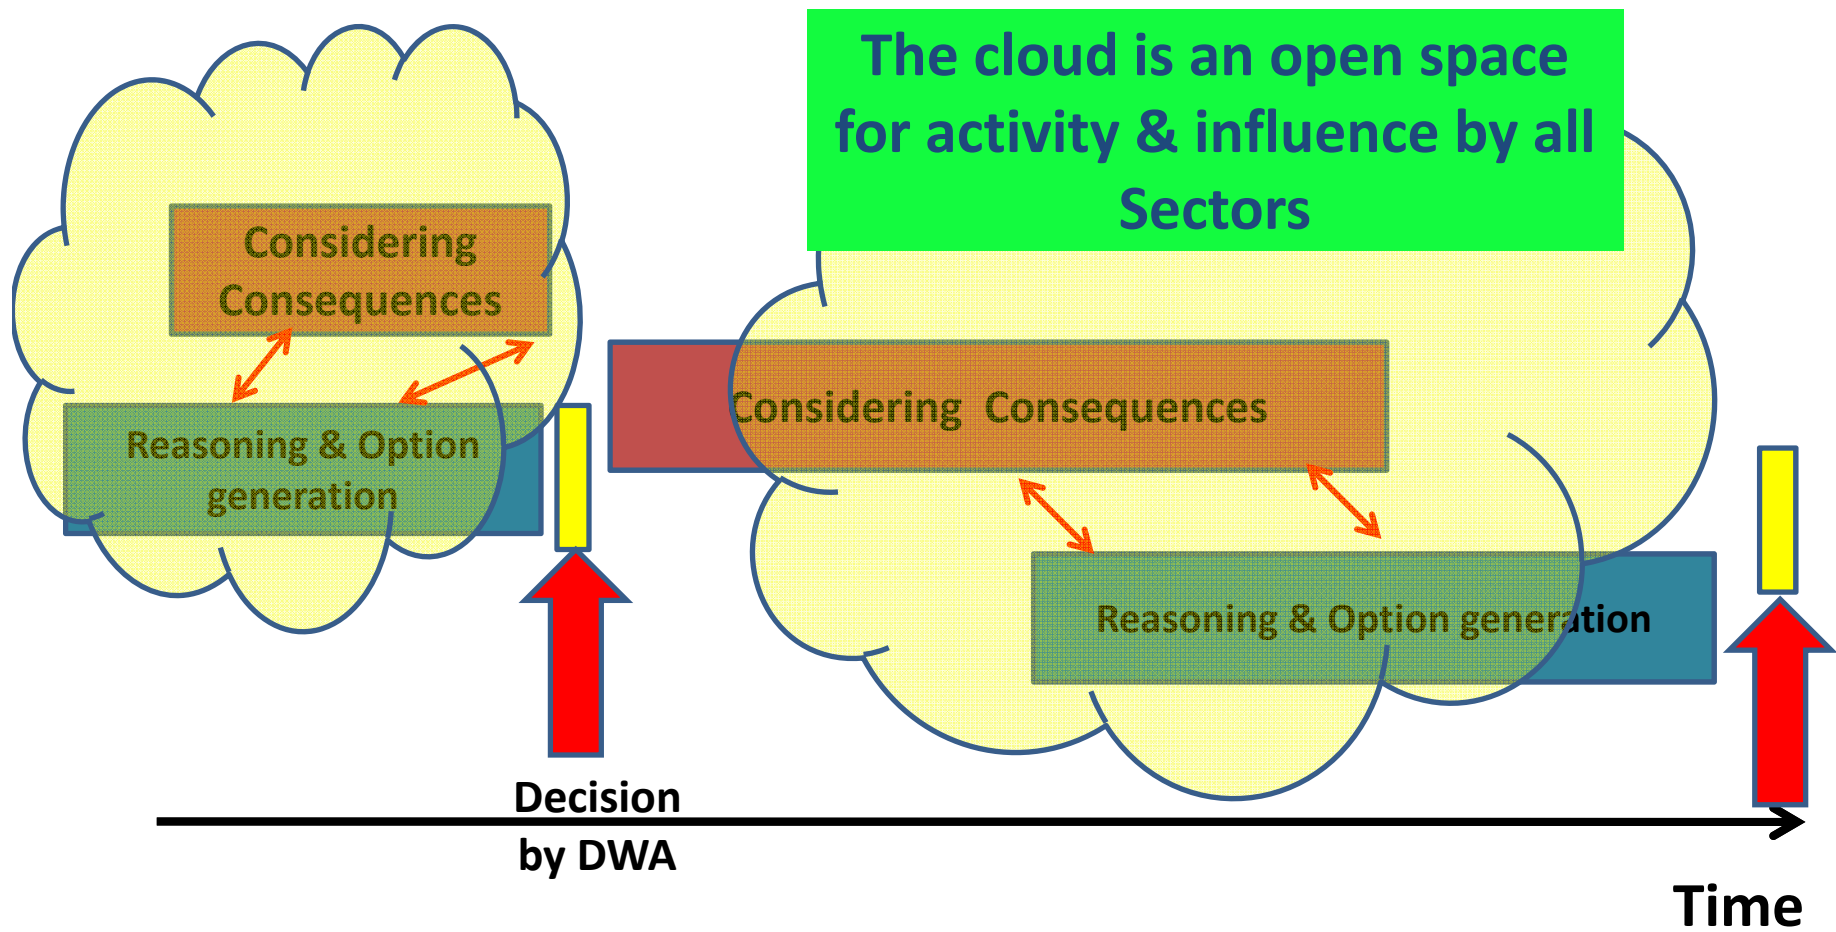 The cloud is an open space
for activity & influence by all
Sectors
Considering
Consequences
Reasoning & Option
generation
Considering Consequences
Reasoning & Option generation
Decision
by DWA
Time